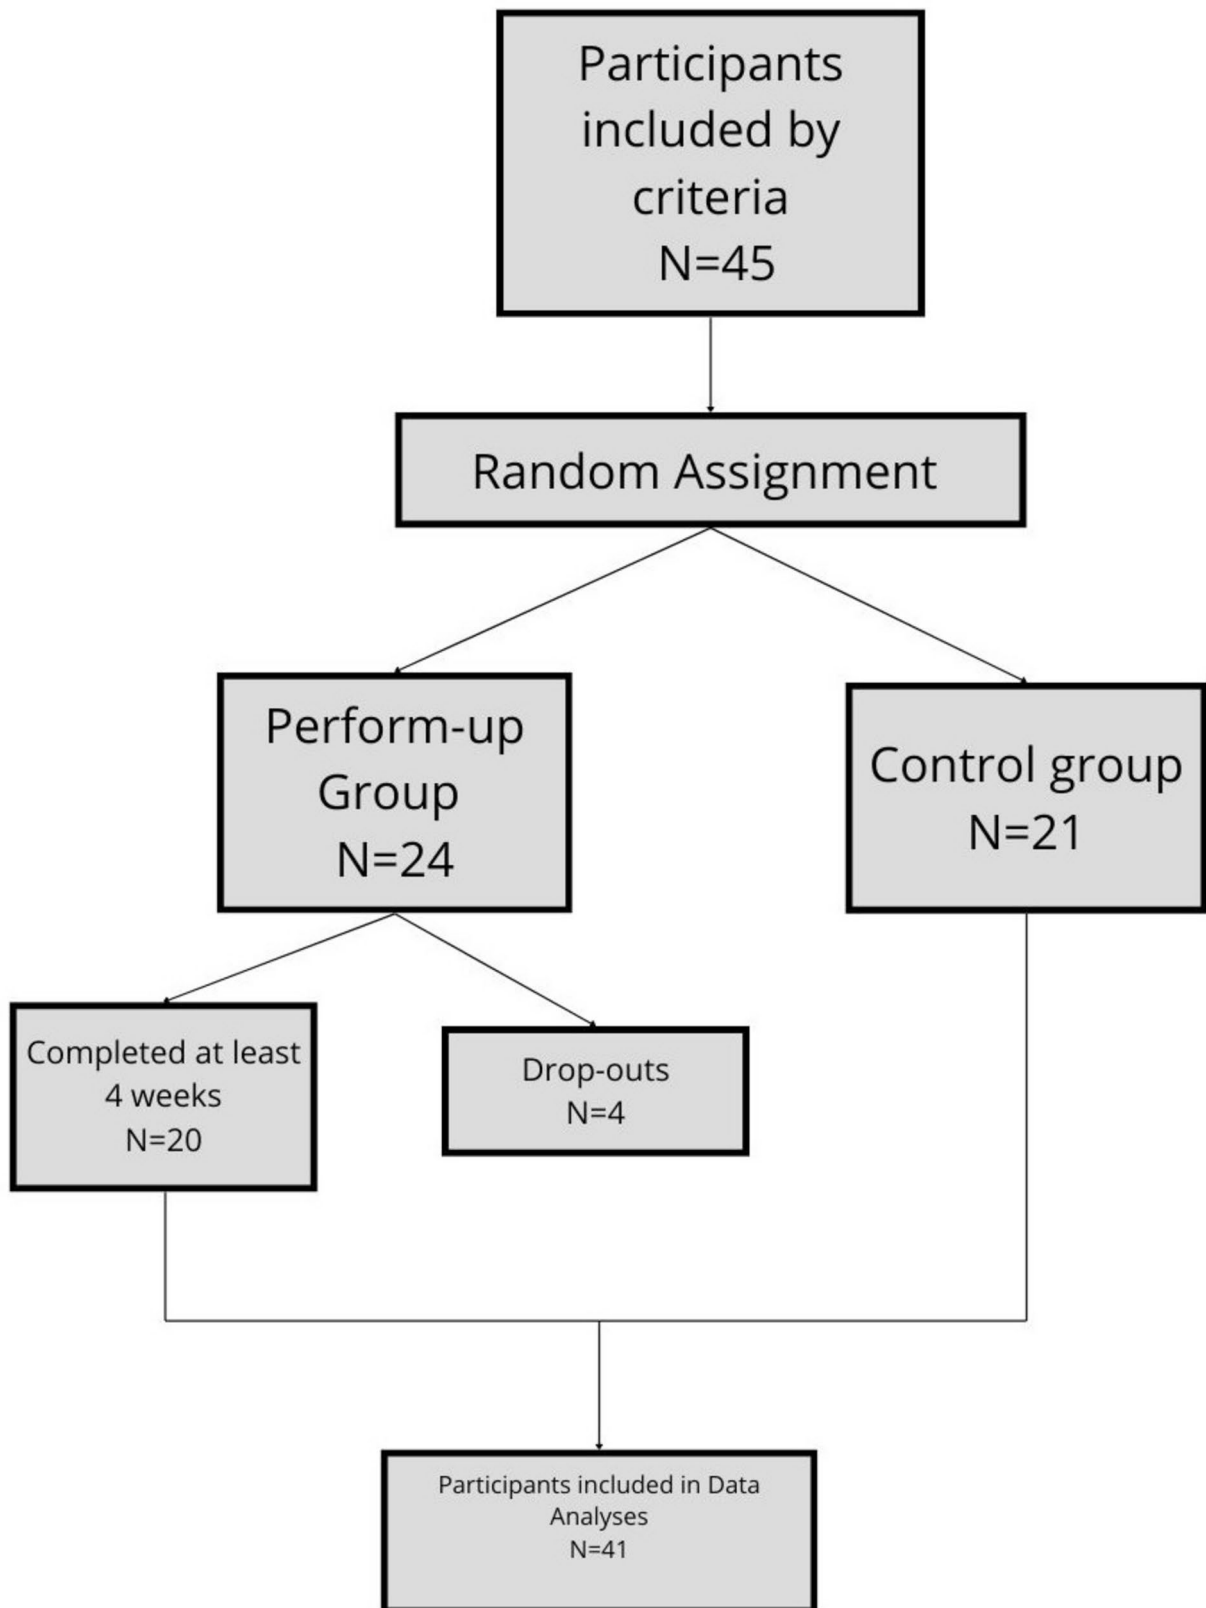 Participants
included by
criteria
N=45
Random Assignment
Perform-up
Group
N=24
Control group
N=21
Completed at least
4 weeks
N=20
Drop-outs
N=4
Participants included in Data
Analyses
N=41